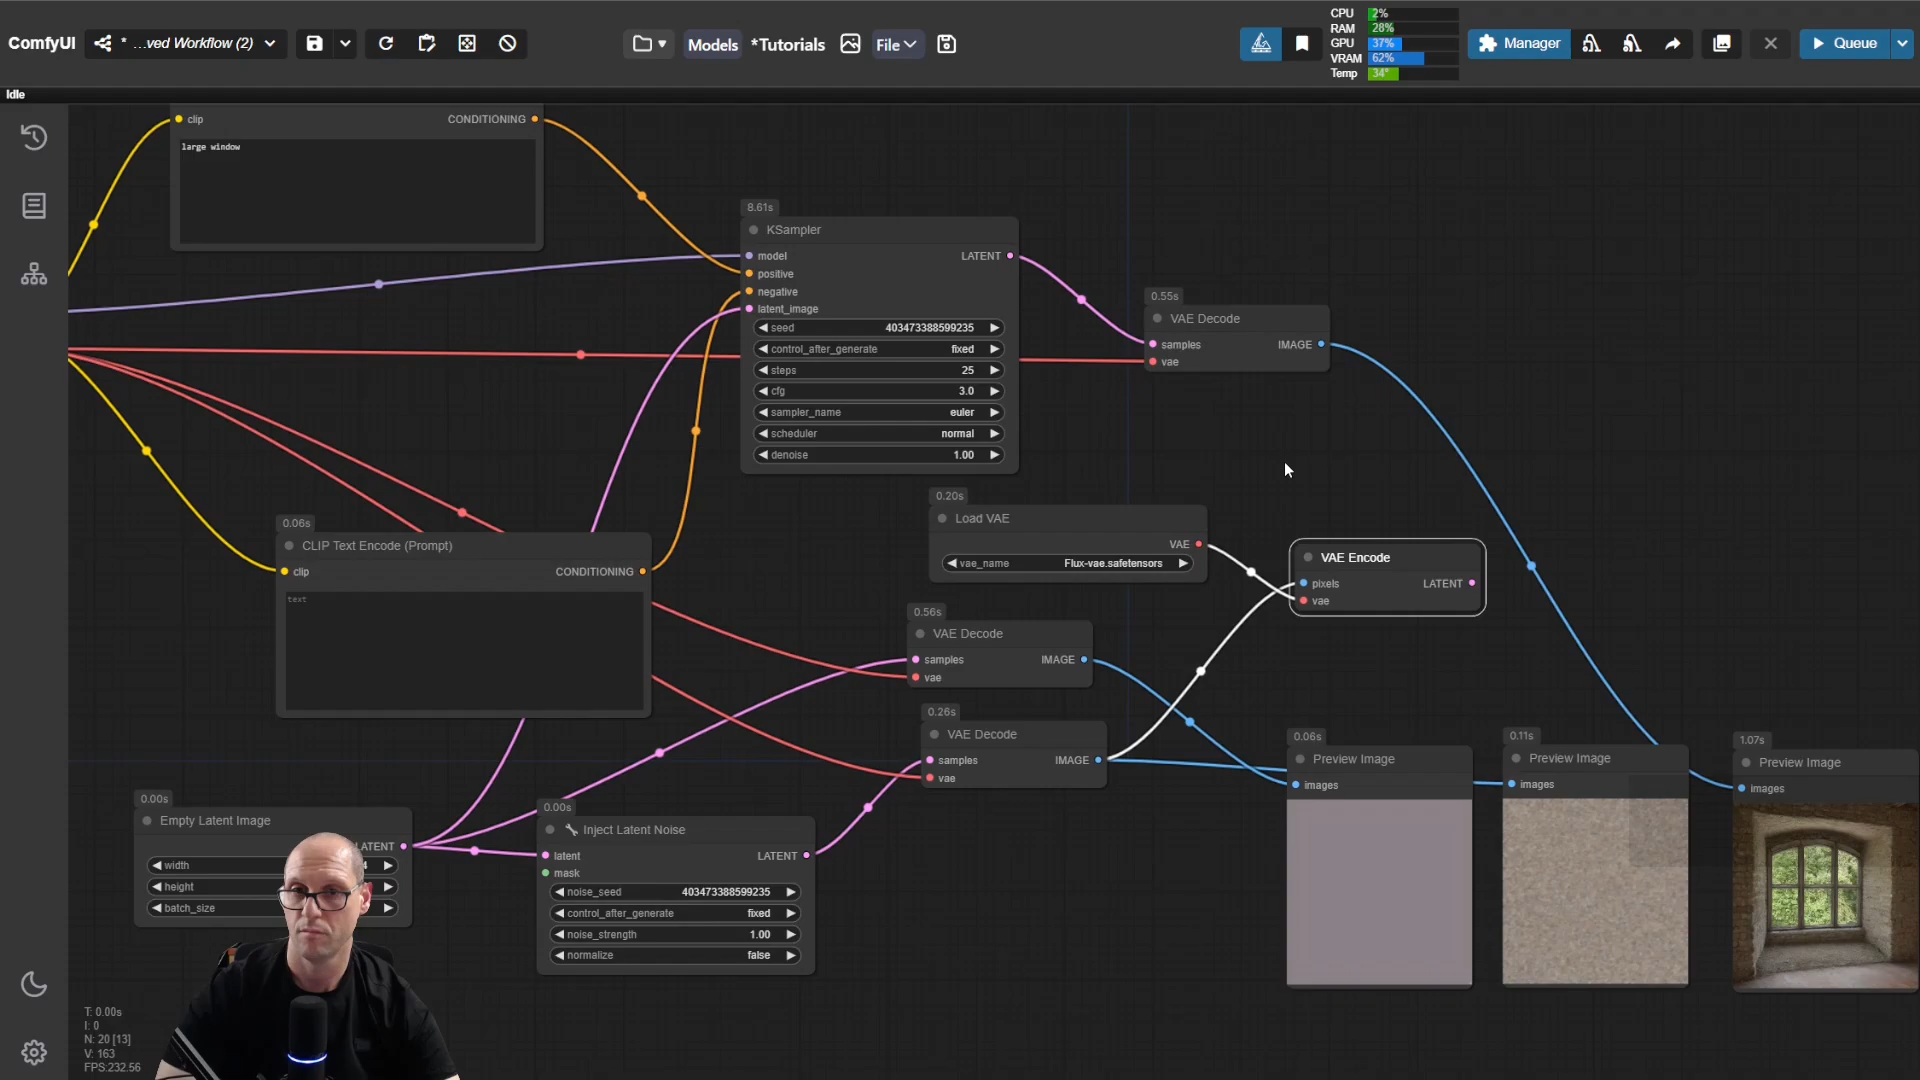 ComfyUI
* ...ved Workflow (2)
Models
*Tutorials
File
CPU 2%
RAM 28%
GPU 37%
VRAM 62%
Temp 34°
Manager
Queue
Idle
clip CONDITIONING
large window
8.61s
KSampler
model LATENT
positive
negative
latent_image
seed 403473388599235
control_after_generate fixed
steps 25
cfg 3.0
sampler_name euler
scheduler normal
denoise 1.00
0.55s
VAE Decode
samples IMAGE
vae
0.20s
Load VAE
VAE
vae_name Flux-vae.safetensors
VAE Encode
pixels LATENT
vae
0.06s
CLIP Text Encode (Prompt)
clip CONDITIONING
text
0.56s
VAE Decode
samples IMAGE
vae
0.26s
VAE Decode
samples IMAGE
vae
0.06s
Preview Image
images
0.11s
Preview Image
images
1.07s
Preview Image
images
0.00s
Empty Latent Image
LATENT
width 4
height
batch_size
0.00s
Inject Latent Noise
latent LATENT
mask
noise_seed 403473388599235
control_after_generate fixed
noise_strength 1.00
normalize false
T: 0.00s
I: 0
N: 20 [13]
V: 163
FPS:232.56